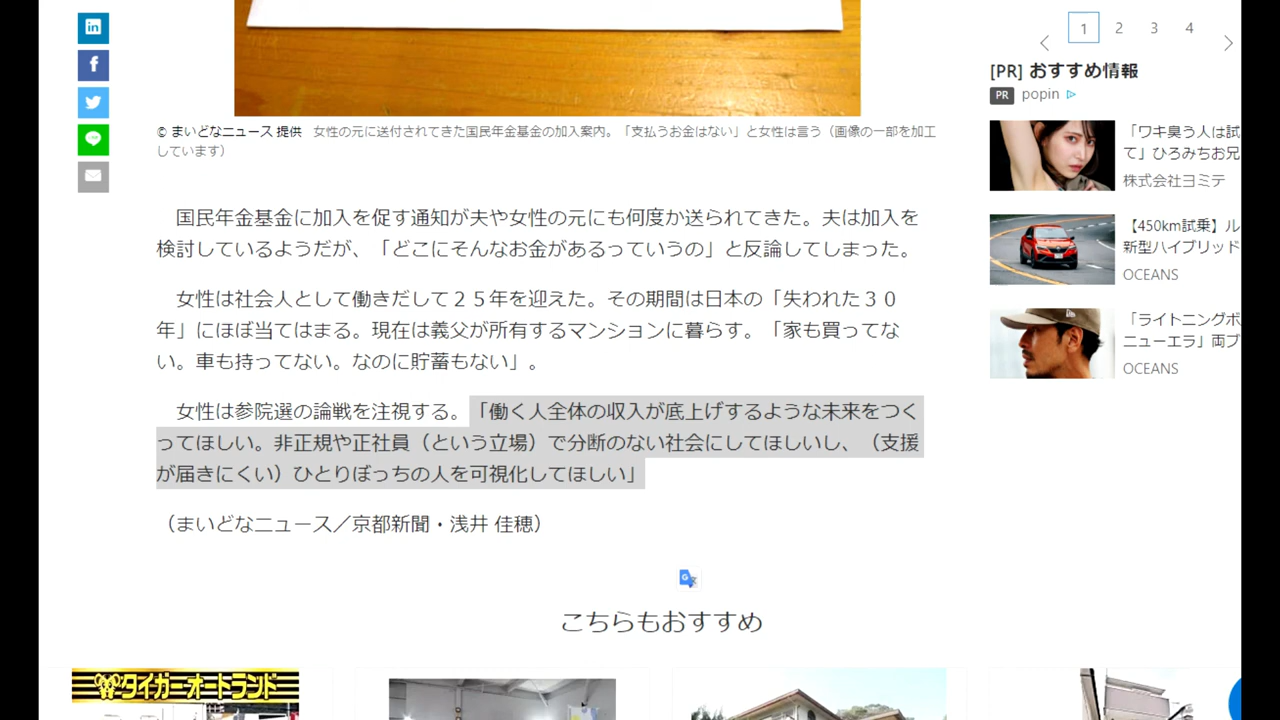 © まいどなニュース 提供　女性の元に送付されてきた国民年金基金の加入案内。「支払うお金はない」と女性は言う（画像の一部を加工
しています）
国民年金基金に加入を促す通知が夫や女性の元にも何度か送られてきた。夫は加入を
検討しているようだが、「どこにそんなお金があるっていうの」と反論してしまった。
女性は社会人として働きだして２５年を迎えた。その期間は日本の「失われた３０
年」にほぼ当てはまる。現在は義父が所有するマンションに暮らす。「家も買ってな
い。車も持ってない。なのに貯蓄もない」。
女性は参院選の論戦を注視する。「働く人全体の収入が底上げするような未来をつく
ってほしい。非正規や正社員（という立場）で分断のない社会にしてほしいし、（支援
が届きにくい）ひとりぼっちの人を可視化してほしい」
（まいどなニュース／京都新聞・浅井 佳穂）
こちらもおすすめ
タイガーオートランド
1 2 3 4
[PR] おすすめ情報
PR popin
「ワキ臭う人は試
て」ひろみちお兄
株式会社ヨミテ
【450km試乗】ル
新型ハイブリッド
OCEANS
「ライトニングボ
ニューエラ」両ブ
OCEANS